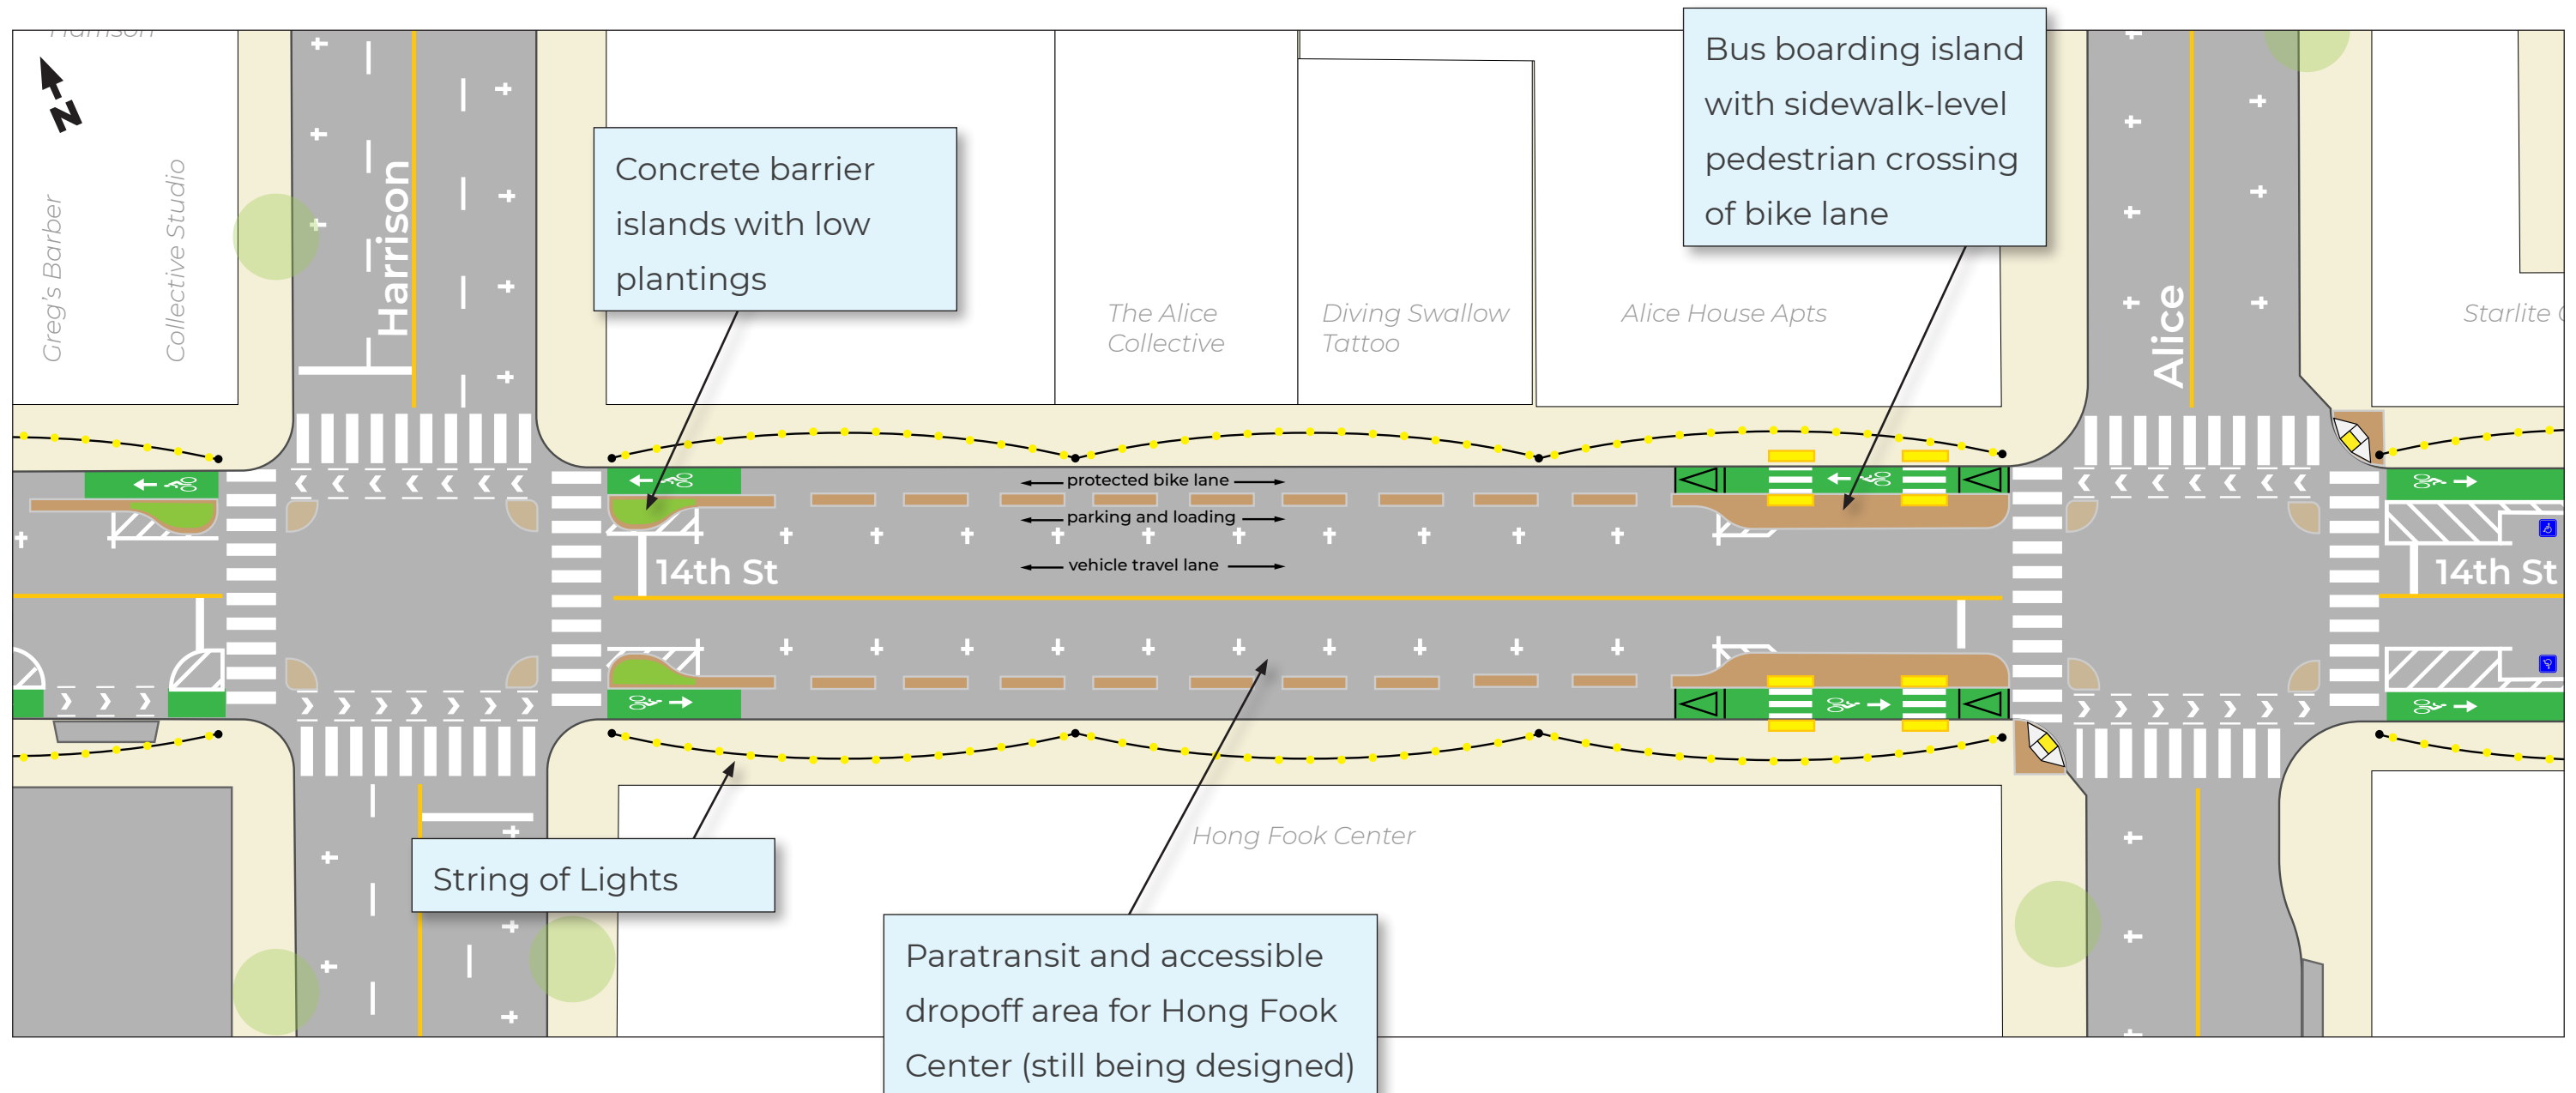 Harrison
N
Greg's Barber
Collective Studio
Harrison
Concrete barrier
islands with low
plantings
Bus boarding island
with sidewalk-level
pedestrian crossing
of bike lane
The Alice
Collective
Diving Swallow
Tattoo
Alice House Apts
Alice
Starlite
protected bike lane
parking and loading
vehicle travel lane
14th St
14th St
String of Lights
Hong Fook Center
Paratransit and accessible
dropoff area for Hong Fook
Center (still being designed)